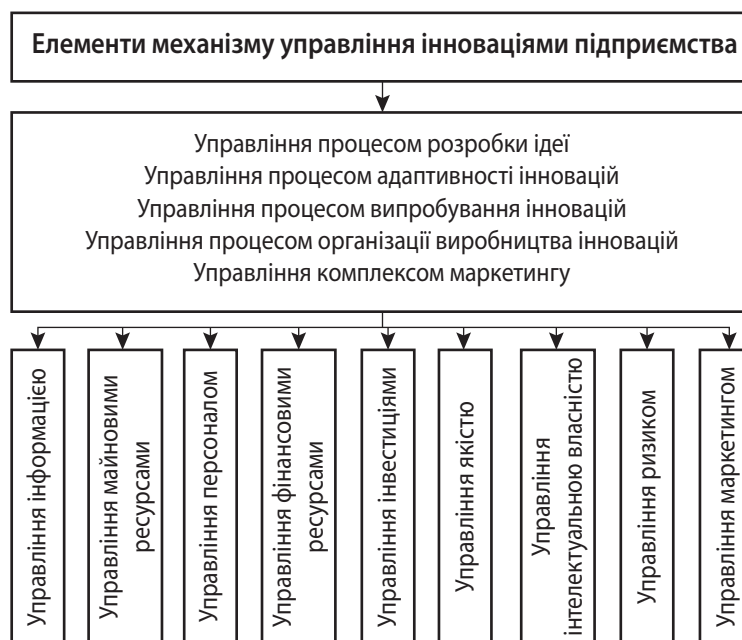 Елементи механізму управління інноваціями підприємства
Управління процесом розробки ідеї
Управління процесом адаптивності інновацій
Управління процесом випробування інновацій
Управління процесом організації виробництва інновацій
Управління комплексом маркетингу
Управління інформацією
Управління майновими
ресурсами
Управління персоналом
Управління фінансовими
ресурсами
Управління інвестиціями
Управління якістю
Управління
інтелектуальною власністю
Управління ризиком
Управління маркетингом